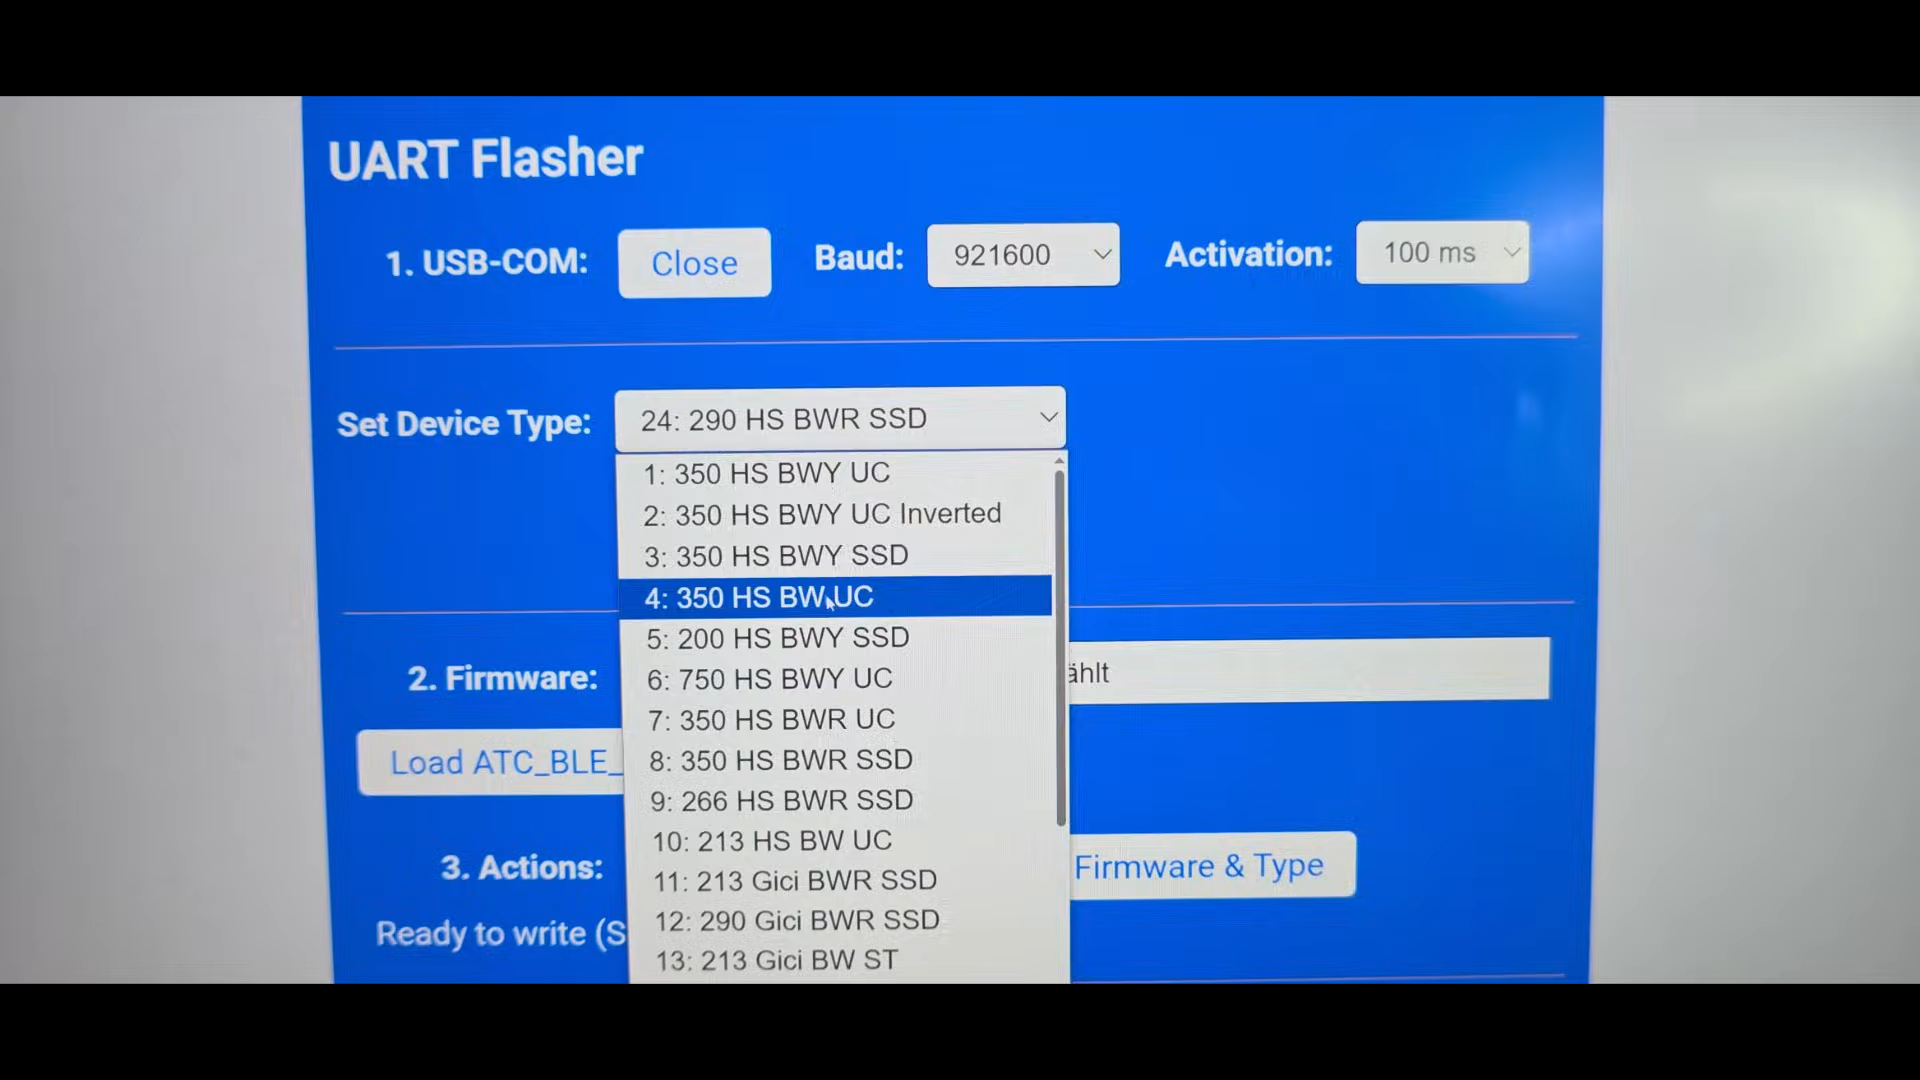 UART Flasher
1. USB-COM: Close Baud: 921600 Activation: 100 ms
Set Device Type: 24: 290 HS BWR SSD
1: 350 HS BWY UC
2: 350 HS BWY UC Inverted
3: 350 HS BWY SSD
4: 350 HS BW UC
5: 200 HS BWY SSD
2. Firmware: ählt
6: 750 HS BWY UC
7: 350 HS BWR UC
Load ATC_BLE_
8: 350 HS BWR SSD
9: 266 HS BWR SSD
10: 213 HS BW UC
3. Actions: Firmware & Type
11: 213 Gici BWR SSD
12: 290 Gici BWR SSD
Ready to write (S
13: 213 Gici BW ST